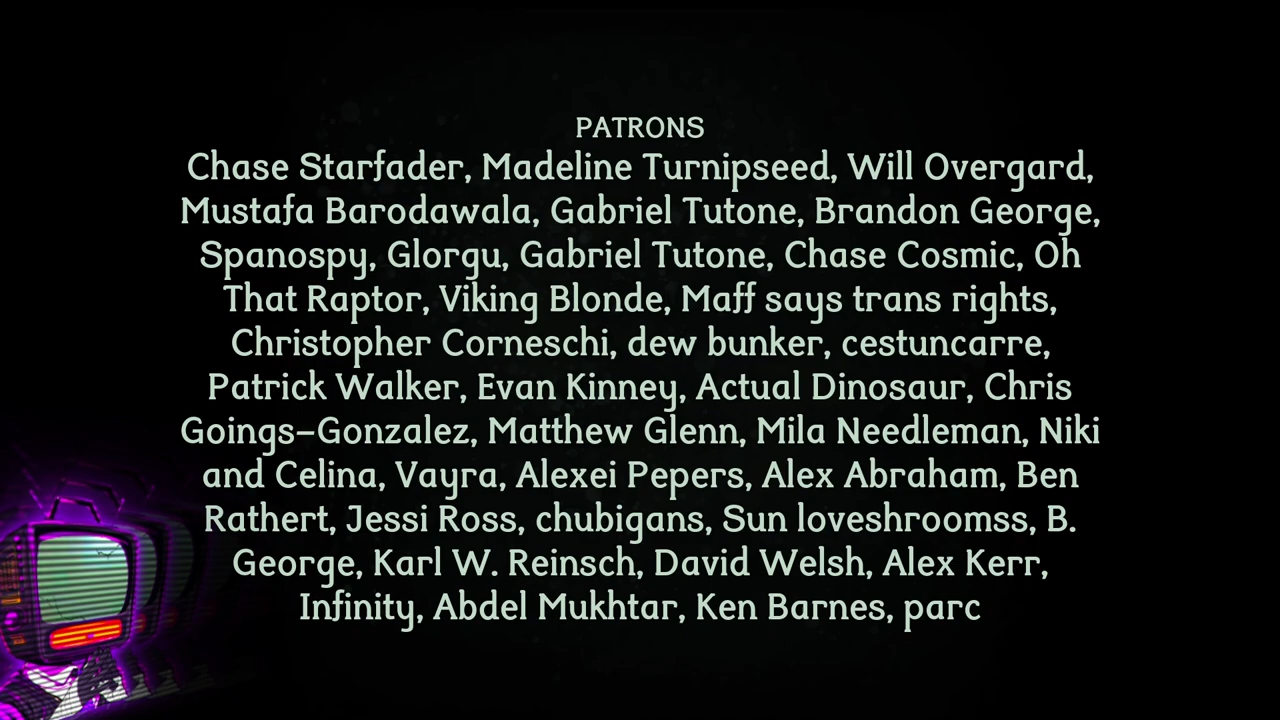 PATRONS
Chase Starfader, Madeline Turnipseed, Will Overgard,
Mustafa Barodawala, Gabriel Tutone, Brandon George,
Spanospy, Glorgu, Gabriel Tutone, Chase Cosmic, Oh
That Raptor, Viking Blonde, Maff says trans rights,
Christopher Corneschi, dew bunker, cestuncarre,
Patrick Walker, Evan Kinney, Actual Dinosaur, Chris
Goings–Gonzalez, Matthew Glenn, Mila Needleman, Niki
and Celina, Vayra, Alexei Pepers, Alex Abraham, Ben
Rathert, Jessi Ross, chubigans, Sun loveshroomss, B.
George, Karl W. Reinsch, David Welsh, Alex Kerr,
Infinity, Abdel Mukhtar, Ken Barnes, parc